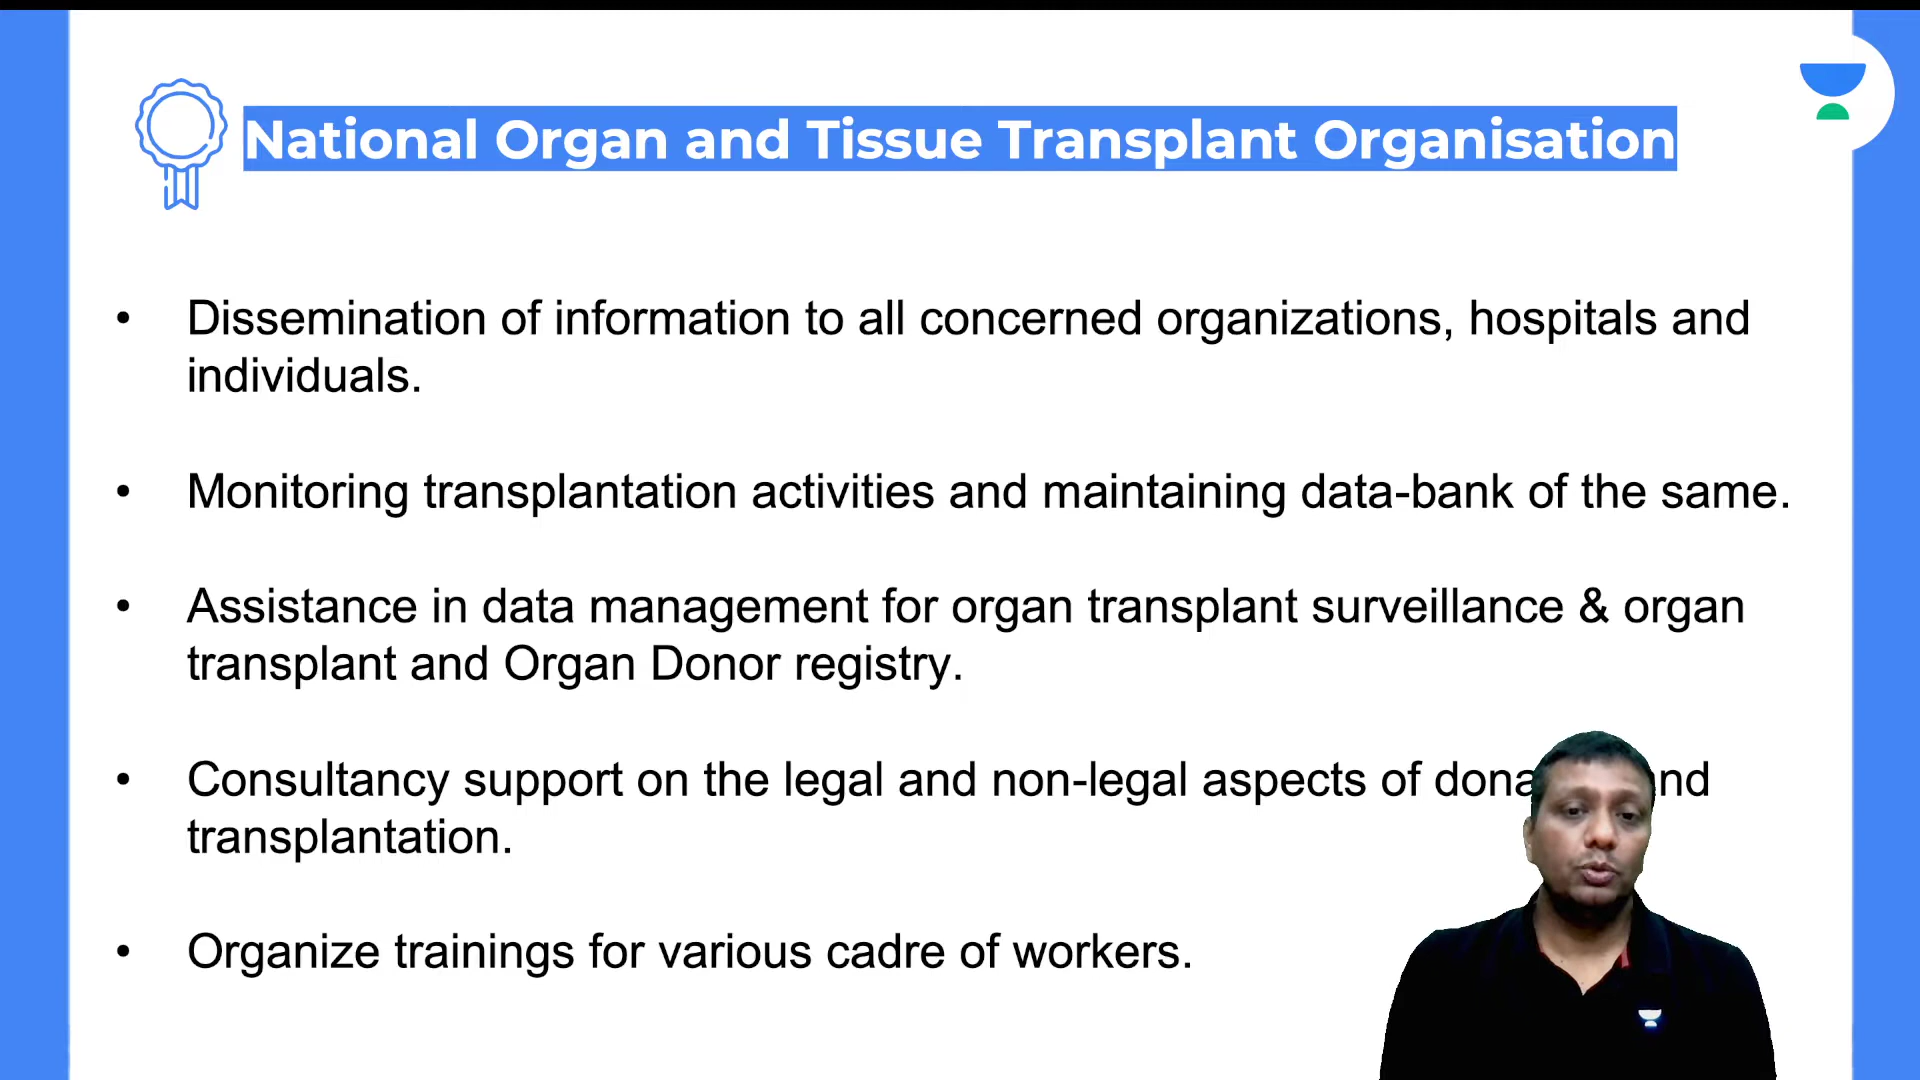 National Organ and Tissue Transplant Organisation
• Dissemination of information to all concerned organizations, hospitals and
individuals.
• Monitoring transplantation activities and maintaining data-bank of the same.
• Assistance in data management for organ transplant surveillance & organ
transplant and Organ Donor registry.
• Consultancy support on the legal and non-legal aspects of
transplantation.
• Organize trainings for various cadre of workers.